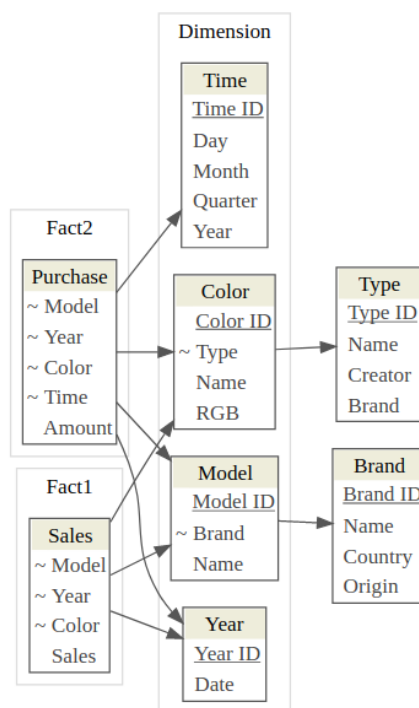 Dimension
Time
Time ID
Day
Month
Quarter
Year
Fact2
Purchase
~ Model
~ Year
~ Color
~ Time
Amount
Color
Color ID
~ Type
Name
RGB
Type
Type ID
Name
Creator
Brand
Fact1
Sales
~ Model
~ Year
~ Color
Sales
Model
Model ID
~ Brand
Name
Brand
Brand ID
Name
Country
Origin
Year
Year ID
Date